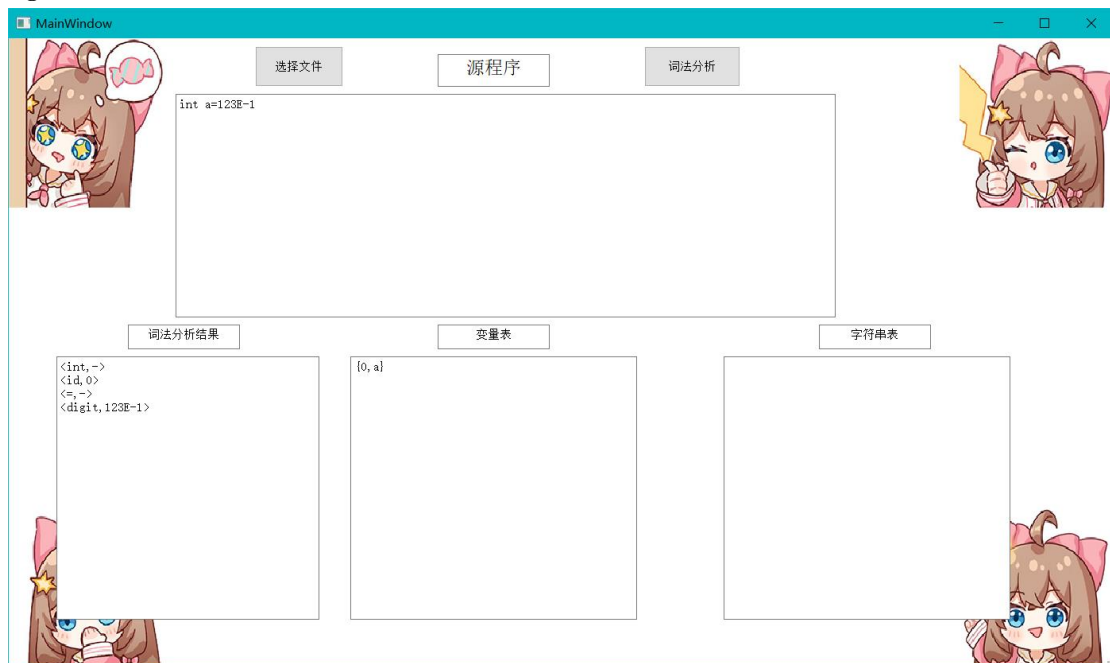 MainWindow
选择文件
源程序
词法分析
int a=123E-1
词法分析结果
变量表
字符串表
<int,->
<id,0>
<=,->
<digit,123E-1>
{0,a}